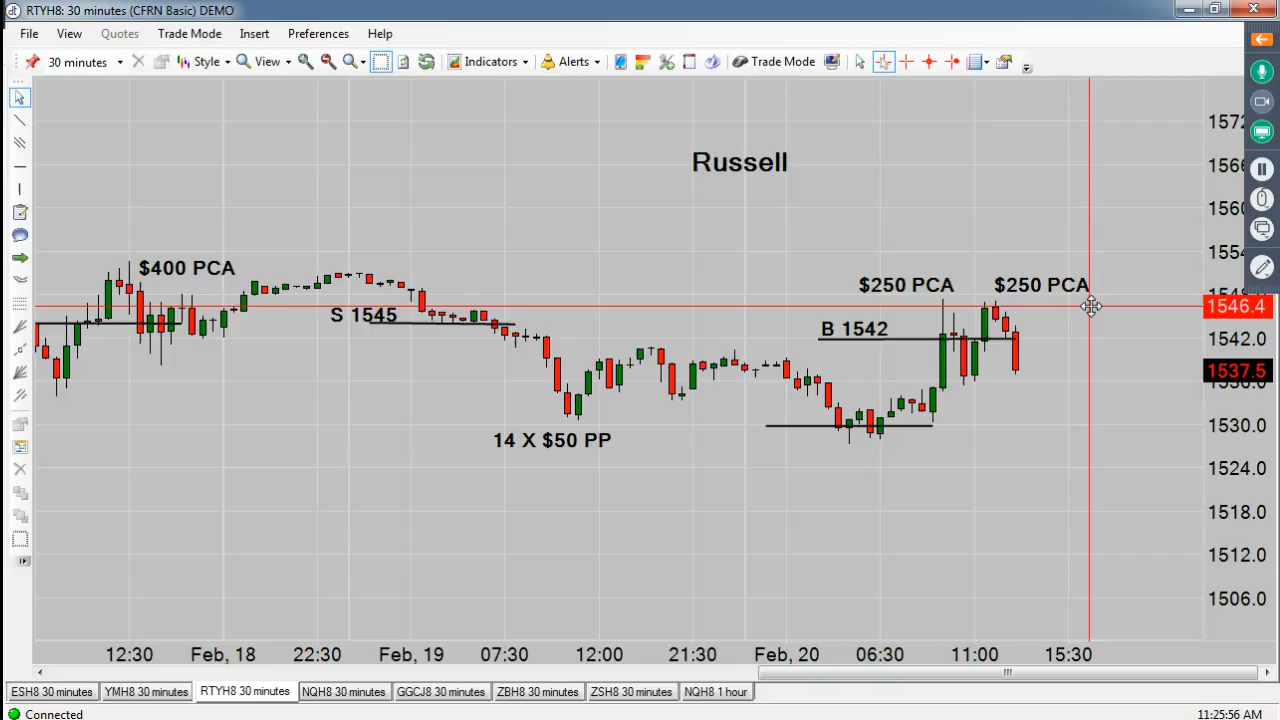 RTYH8: 30 minutes (CFRN Basic) DEMO
File View Quotes Trade Mode Insert Preferences Help
30 minutes Style View Indicators Alerts Trade Mode
1572
Russell
1566
1560
1554
$400 PCA
$250 PCA $250 PCA
1546.4
S 1545
B 1542
1542.0
1537.5
1530.0
14 X $50 PP
1524.0
1518.0
1512.0
1506.0
12:30 Feb, 18 22:30 Feb, 19 07:30 12:00 21:30 Feb, 20 06:30 11:00 15:30
ESH8 30 minutes YMH8 30 minutes RTYH8 30 minutes NQH8 30 minutes GGCJ8 30 minutes ZBH8 30 minutes ZSH8 30 minutes NQH8 1 hour
Connected 11:25:56 AM